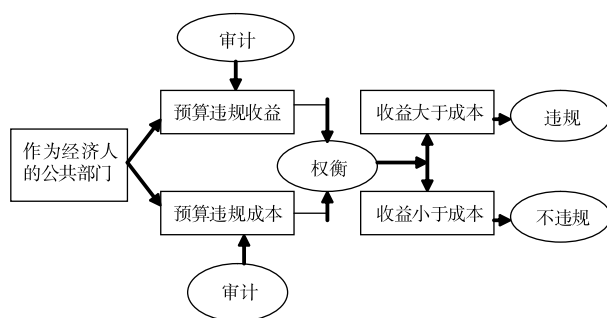 审计
预算违规收益
收益大于成本
违规
作为经济人
的公共部门
权衡
预算违规成本
收益小于成本
不违规
审计